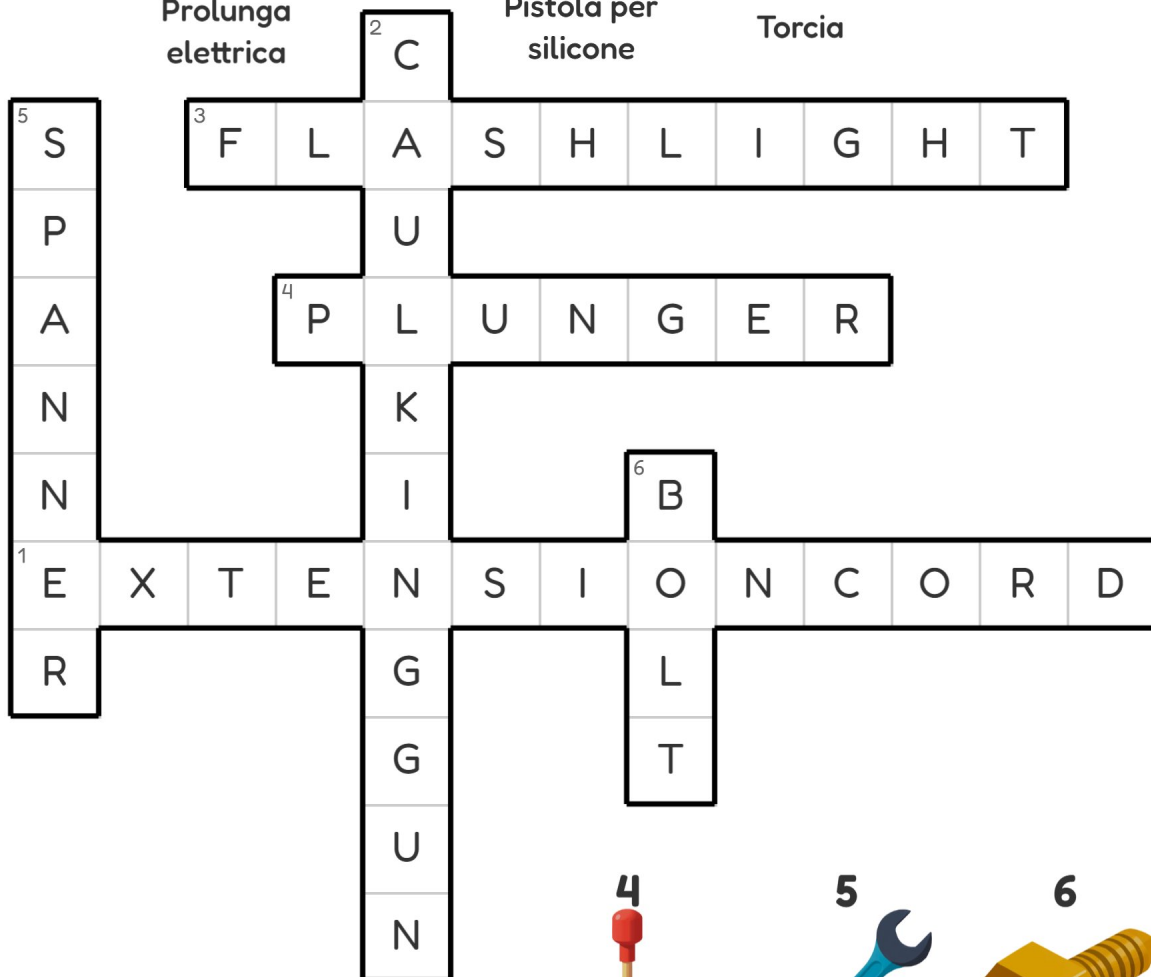 Prolunga
elettrica
Pistola per
silicone
Torcia
2 C
5 S 3 F L A S H L I G H T
P U
A 4 P L U N G E R
N K
N I 6 B
1 E X T E N S I O N C O R D
R G L
G T
U
N
4 5 6